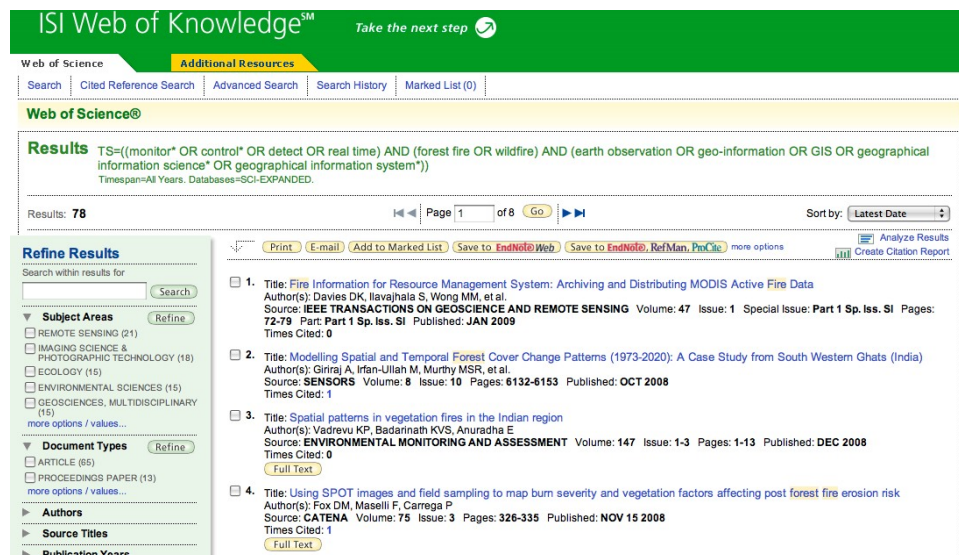 ISI Web of Knowledge℠ Take the next step
Web of Science Additional Resources
Search Cited Reference Search Advanced Search Search History Marked List (0)
Web of Science®
Results TS=((monitor* OR control* OR detect OR real time) AND (forest fire OR wildfire) AND (earth observation OR geo-information OR GIS OR geographical
information science* OR geographical information system*))
Timespan=All Years. Databases=SCI-EXPANDED.
Results: 78 Page 1 of 8 Go Sort by: Latest Date
Refine Results
Search within results for
Search
Subject Areas Refine
REMOTE SENSING (21)
IMAGING SCIENCE &
PHOTOGRAPHIC TECHNOLOGY (18)
ECOLOGY (15)
ENVIRONMENTAL SCIENCES (15)
GEOSCIENCES, MULTIDISCIPLINARY
(15)
more options / values...
Document Types Refine
ARTICLE (65)
PROCEEDINGS PAPER (13)
more options / values...
Authors
Source Titles
Publication Years
Print E-mail Add to Marked List Save to EndNote Web Save to EndNote, RefMan, ProCite more options
Analyze Results
Create Citation Report
1. Title: Fire Information for Resource Management System: Archiving and Distributing MODIS Active Fire Data
Author(s): Davies DK, Ilavajhala S, Wong MM, et al.
Source: IEEE TRANSACTIONS ON GEOSCIENCE AND REMOTE SENSING Volume: 47 Issue: 1 Special Issue: Part 1 Sp. Iss. SI Pages:
72-79 Part: Part 1 Sp. Iss. SI Published: JAN 2009
Times Cited: 0
2. Title: Modelling Spatial and Temporal Forest Cover Change Patterns (1973-2020): A Case Study from South Western Ghats (India)
Author(s): Giriraj A, Irfan-Ullah M, Murthy MSR, et al.
Source: SENSORS Volume: 8 Issue: 10 Pages: 6132-6153 Published: OCT 2008
Times Cited: 1
3. Title: Spatial patterns in vegetation fires in the Indian region
Author(s): Vadrevu KP, Badarinath KVS, Anuradha E
Source: ENVIRONMENTAL MONITORING AND ASSESSMENT Volume: 147 Issue: 1-3 Pages: 1-13 Published: DEC 2008
Times Cited: 0
Full Text
4. Title: Using SPOT images and field sampling to map burn severity and vegetation factors affecting post forest fire erosion risk
Author(s): Fox DM, Maselli F, Carrega P
Source: CATENA Volume: 75 Issue: 3 Pages: 326-335 Published: NOV 15 2008
Times Cited: 1
Full Text